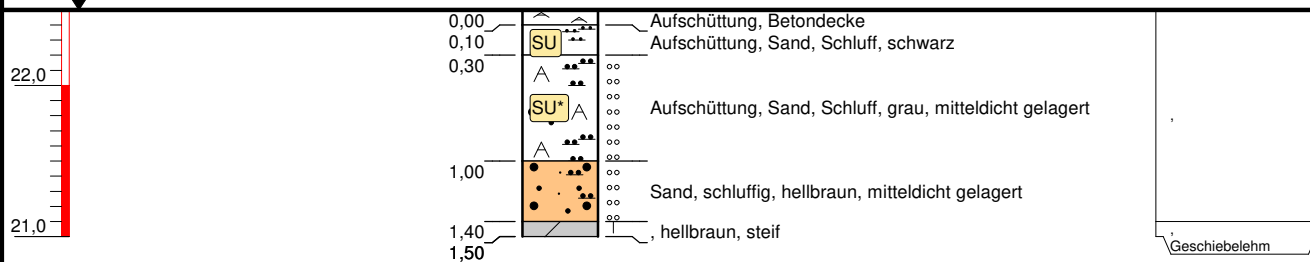 0,00 Aufschüttung, Betondecke
0,10 SU Aufschüttung, Sand, Schluff, schwarz
0,30
22,0
SU* Aufschüttung, Sand, Schluff, grau, mitteldicht gelagert ,
1,00
Sand, schluffig, hellbraun, mitteldicht gelagert
21,0
1,40 , hellbraun, steif ,
1,50 Geschiebelehm